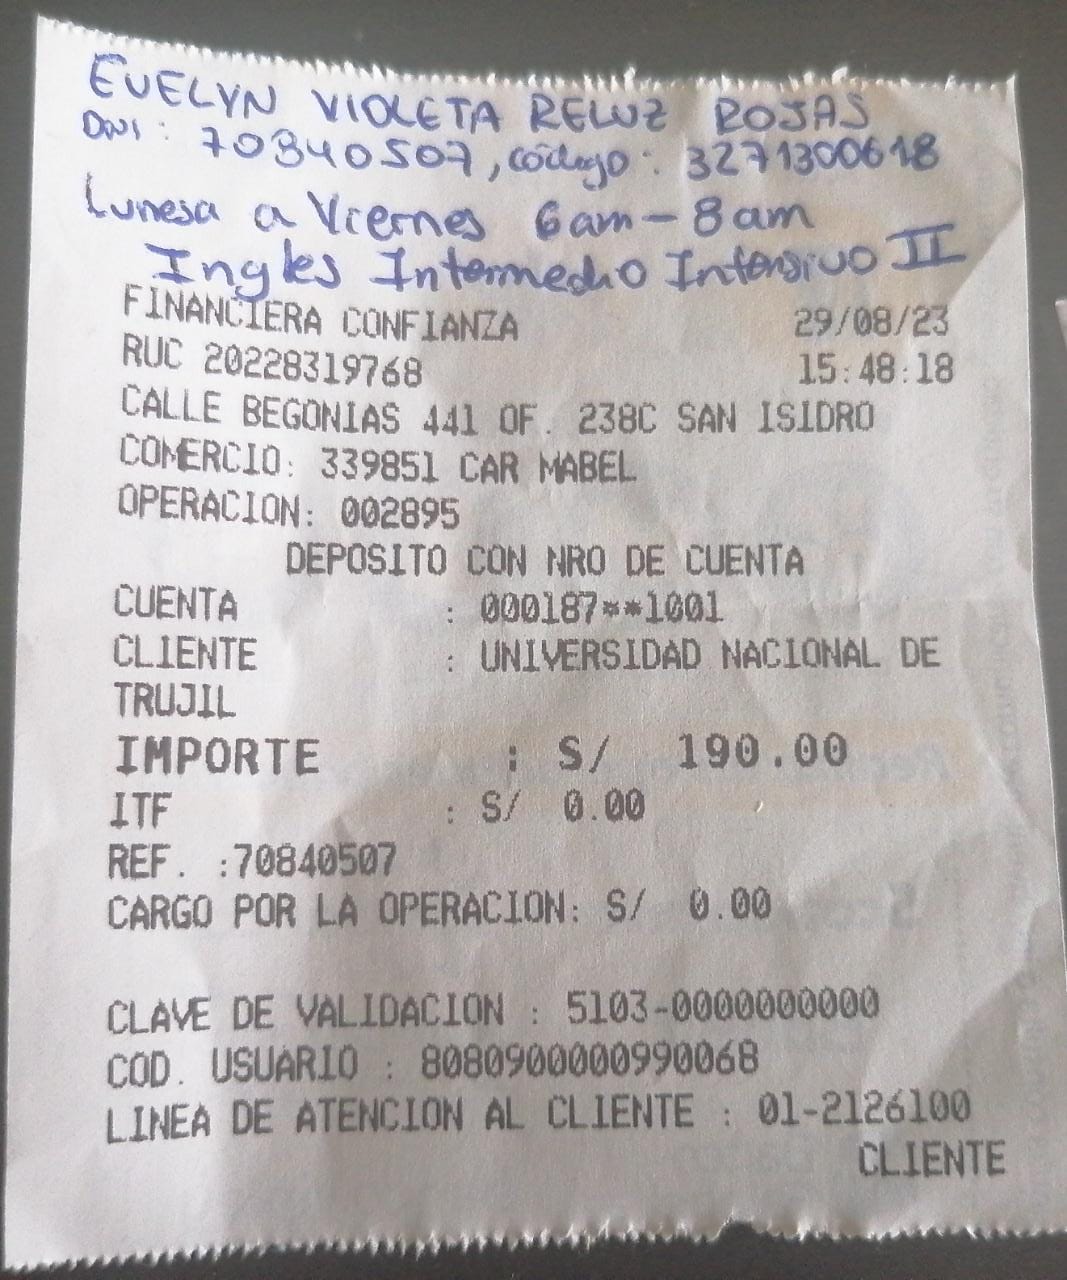 EVELYN VIOLETA RELUZ ROJAS
DNI: 70840507, código: 3271300618
Lunesa a Viernes 6am - 8am
Ingles Intermedio Intensivo II
FINANCIERA CONFIANZA 29/08/23
RUC 20228319768 15:48:18
CALLE BEGONIAS 441 OF. 238C SAN ISIDRO
COMERCIO: 339851 CAR MABEL
OPERACION: 002895
DEPOSITO CON NRO DE CUENTA
CUENTA : 000187**1001
CLIENTE : UNIVERSIDAD NACIONAL DE
TRUJIL
IMPORTE : S/ 190.00
ITF : S/ 0.00
REF. :70840507
CARGO POR LA OPERACION: S/ 0.00
CLAVE DE VALIDACION : 5103-0000000000
COD. USUARIO : 8080900000990068
LINEA DE ATENCION AL CLIENTE : 01-2126100
CLIENTE